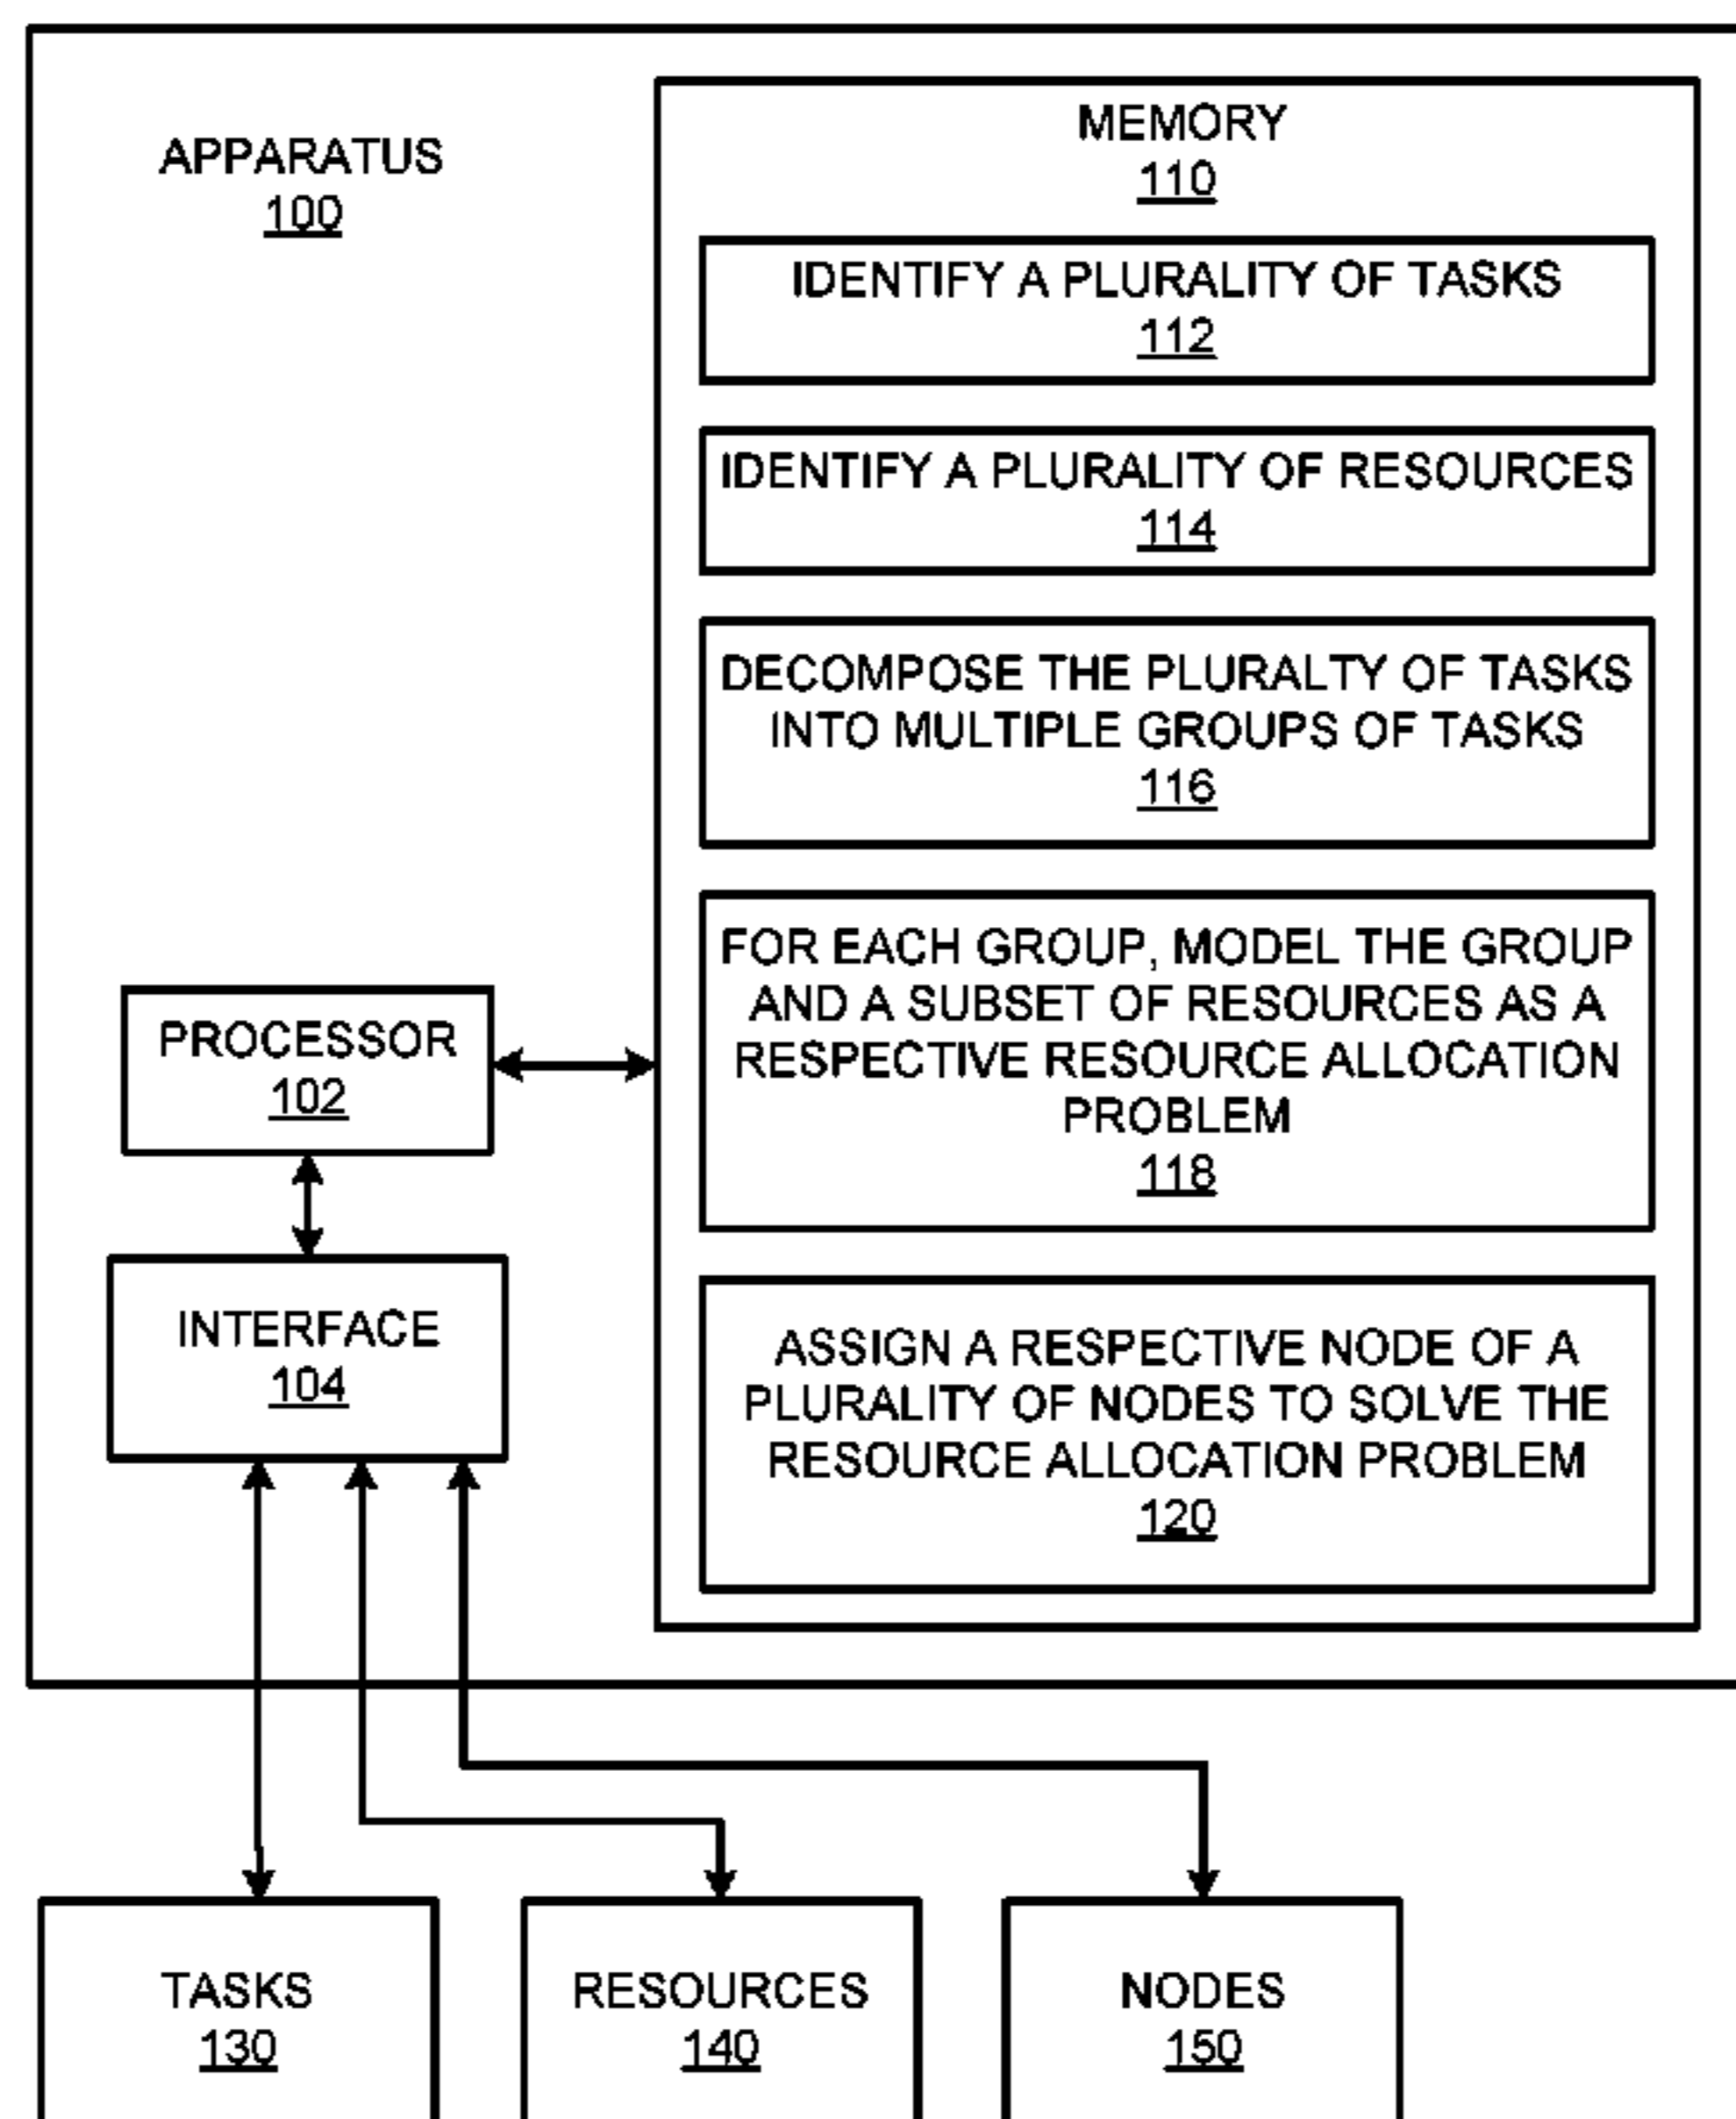 APPARATUS
100
MEMORY
110
IDENTIFY A PLURALITY OF TASKS
112
IDENTIFY A PLURALITY OF RESOURCES
114
DECOMPOSE THE PLURALTY OF TASKS
INTO MULTIPLE GROUPS OF TASKS
116
FOR EACH GROUP, MODEL THE GROUP
AND A SUBSET OF RESOURCES AS A
RESPECTIVE RESOURCE ALLOCATION
PROBLEM
118
PROCESSOR
102
INTERFACE
104
ASSIGN A RESPECTIVE NODE OF A
PLURALITY OF NODES TO SOLVE THE
RESOURCE ALLOCATION PROBLEM
120
TASKS
130
RESOURCES
140
NODES
150